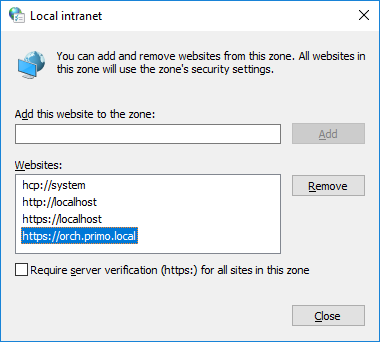 Local intranet
You can add and remove websites from this zone. All websites in
this zone will use the zone's security settings.
Add this website to the zone:
Add
Websites:
hcp://system
http://localhost
https://localhost
https://orch.primo.local
Remove
Require server verification (https:) for all sites in this zone
Close